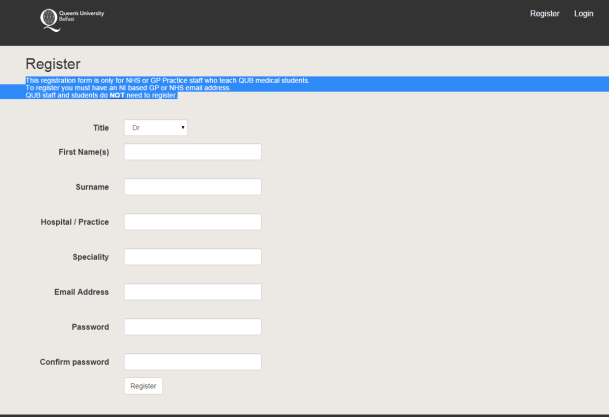 Queen's University
Belfast
Register Login
Register
This registration form is only for NHS or GP Practice staff who teach QUB medical students.
To register you must have an NI based GP or NHS email address.
QUB staff and students do NOT need to register.
Title Dr
First Name(s)
Surname
Hospital / Practice
Speciality
Email Address
Password
Confirm password
Register